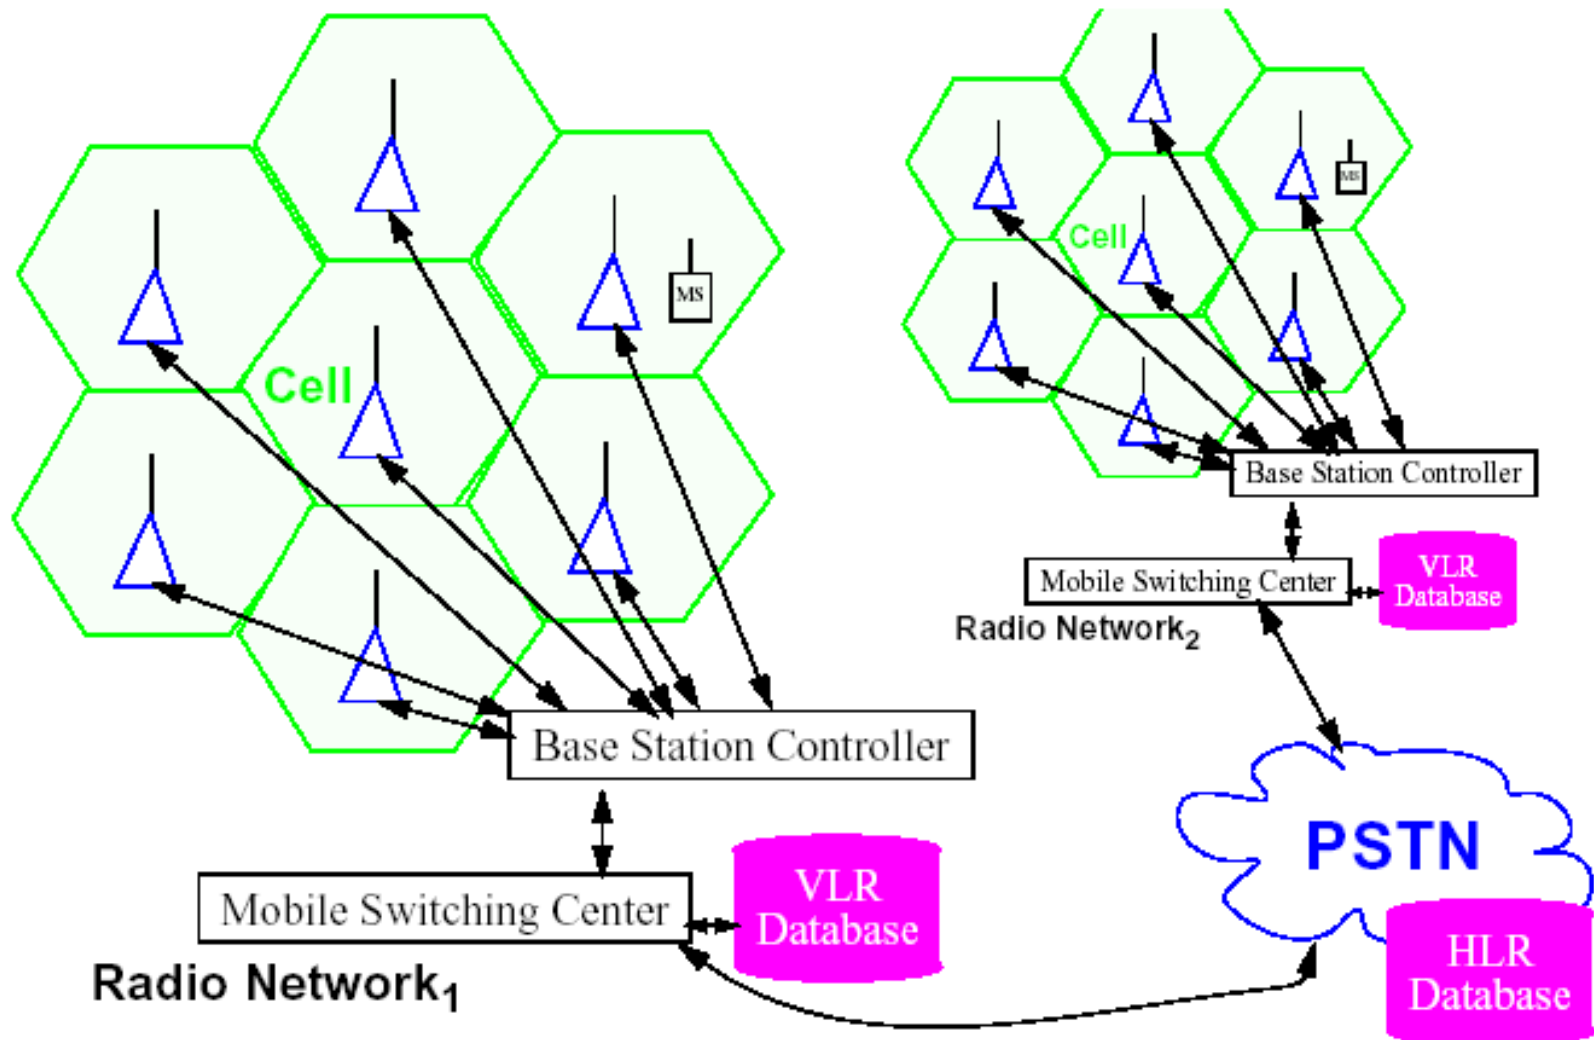 Cell
MS
Base Station Controller
Mobile Switching Center
VLR
Database
Radio Network₁
Cell
MS
Base Station Controller
Mobile Switching Center
VLR
Database
Radio Network₂
PSTN
HLR
Database